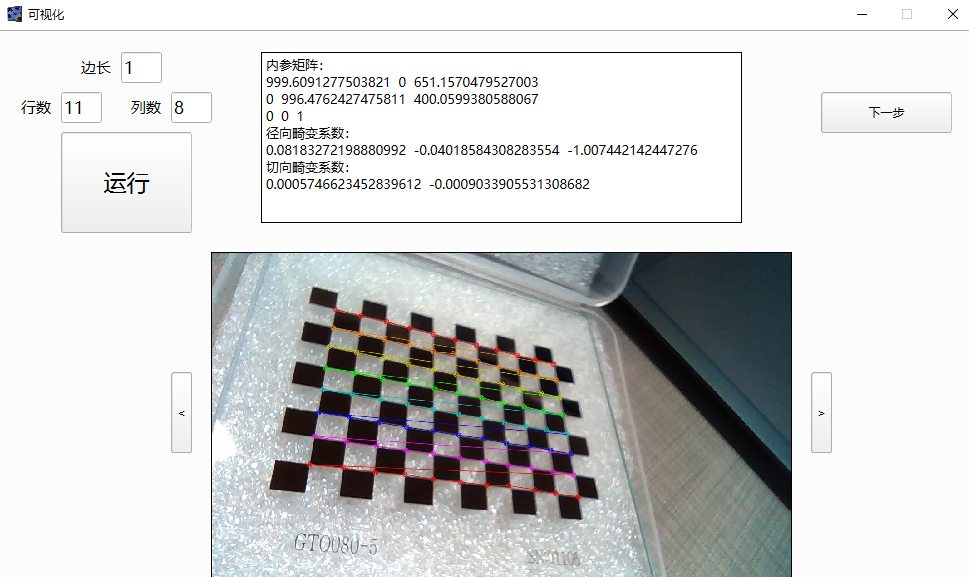 可视化
边长 1
行数 11 列数 8
运行
内参矩阵：
999.6091277503821 0 651.1570479527003
0 996.4762427475811 400.0599380588067
0 0 1
径向畸变系数：
0.08183272198880992 -0.04018584308283554 -1.007442142447276
切向畸变系数：
0.0005746623452839612 -0.0009033905531308682
下一步
<
>
GTQ080-5